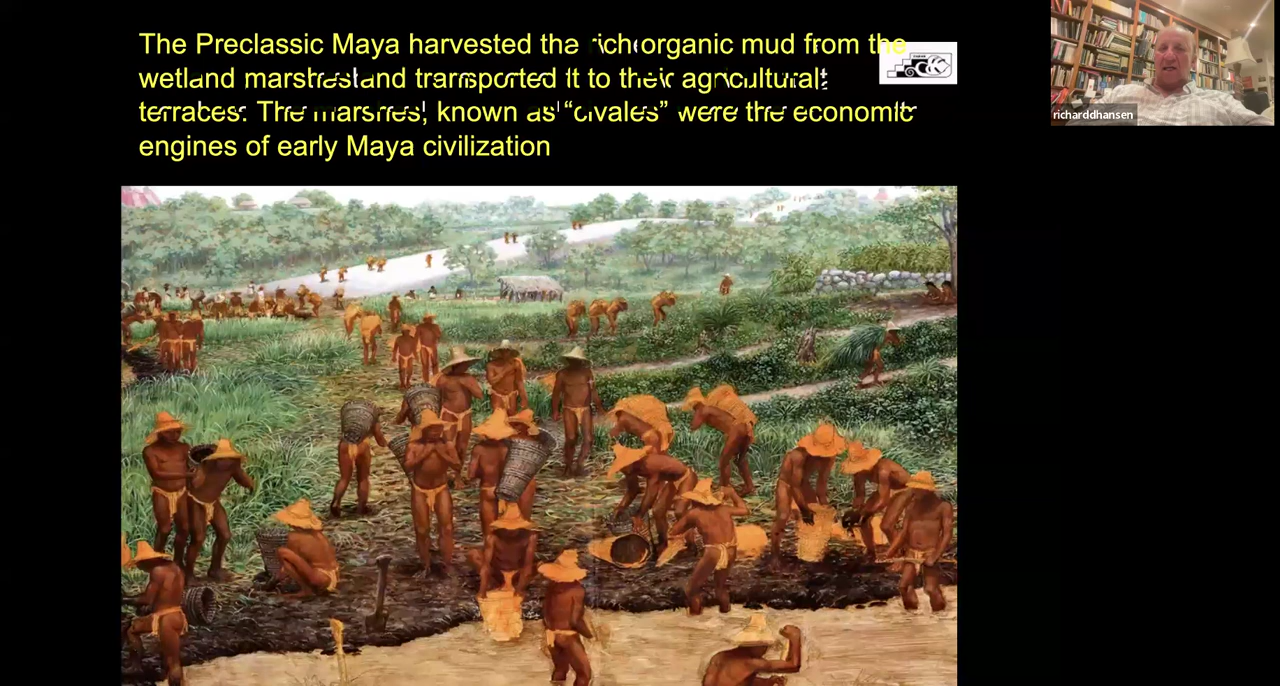 The Preclassic Maya harvested the rich organic mud from the
wetland marshes and transported it to their agricultural
terraces. The marshes, known as “civales” were the economic
engines of early Maya civilization
richarddhansen